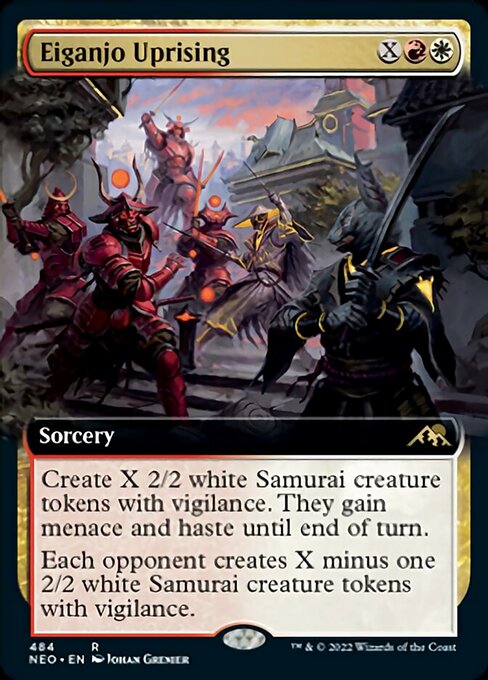 Eiganjo Uprising X
Sorcery
Create X 2/2 white Samurai creature
tokens with vigilance. They gain
menace and haste until end of turn.
Each opponent creates X minus one
2/2 white Samurai creature tokens
with vigilance.
484 R
NEO • EN Johan Grenier
™ & © 2022 Wizards of the Coast